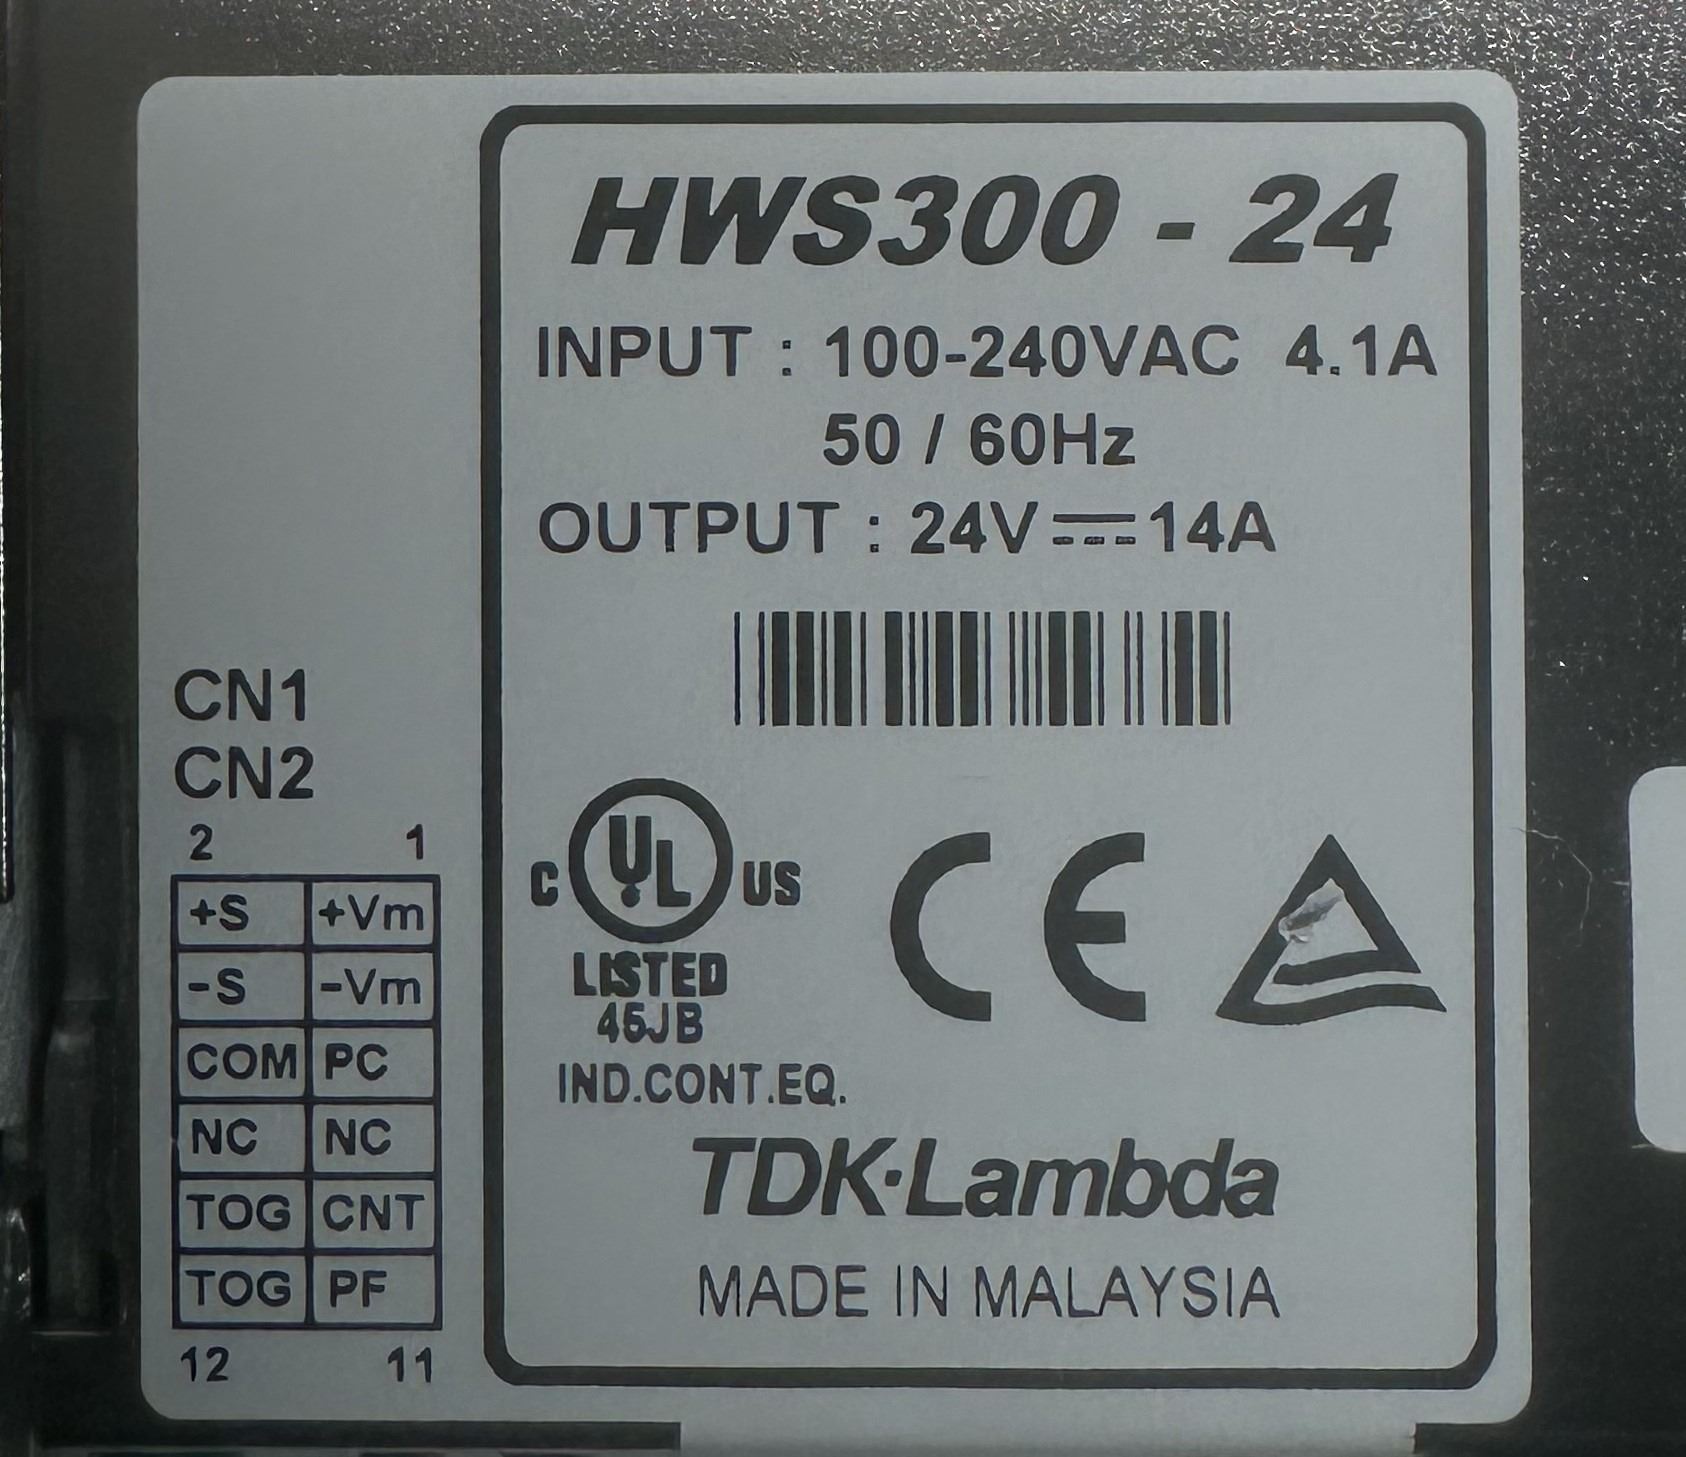 HWS300 - 24
INPUT : 100-240VAC 4.1A
50 / 60Hz
OUTPUT : 24V⎓14A
CN1
CN2
2 1
+S +Vm
-S -Vm
COM PC
NC NC
TOG CNT
TOG PF
12 11
C UL US
LISTED
45JB
IND.CONT.EQ.
CE
TDK·Lambda
MADE IN MALAYSIA